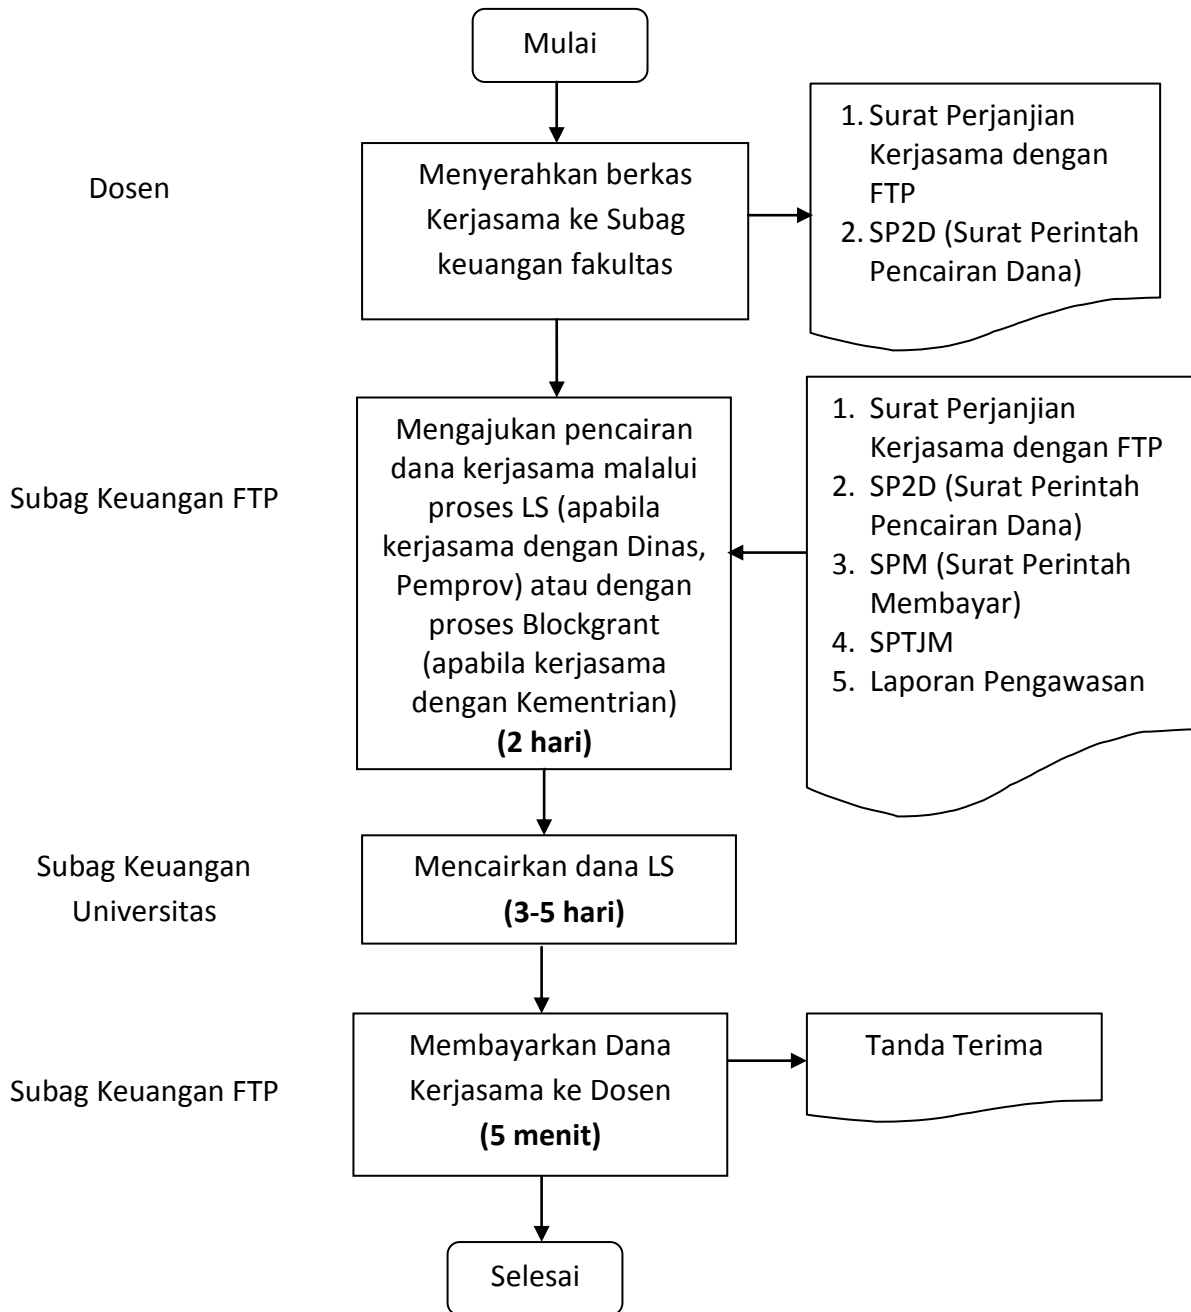 Mulai
Dosen
Menyerahkan berkas
Kerjasama ke Subag
keuangan fakultas
1. Surat Perjanjian
Kerjasama dengan
FTP
2. SP2D (Surat Perintah
Pencairan Dana)
Subag Keuangan FTP
Mengajukan pencairan
dana kerjasama malalui
proses LS (apabila
kerjasama dengan Dinas,
Pemprov) atau dengan
proses Blockgrant
(apabila kerjasama
dengan Kementrian)
(2 hari)
1. Surat Perjanjian
Kerjasama dengan FTP
2. SP2D (Surat Perintah
Pencairan Dana)
3. SPM (Surat Perintah
Membayar)
4. SPTJM
5. Laporan Pengawasan
Subag Keuangan
Universitas
Mencairkan dana LS
(3-5 hari)
Subag Keuangan FTP
Membayarkan Dana
Kerjasama ke Dosen
(5 menit)
Tanda Terima
Selesai